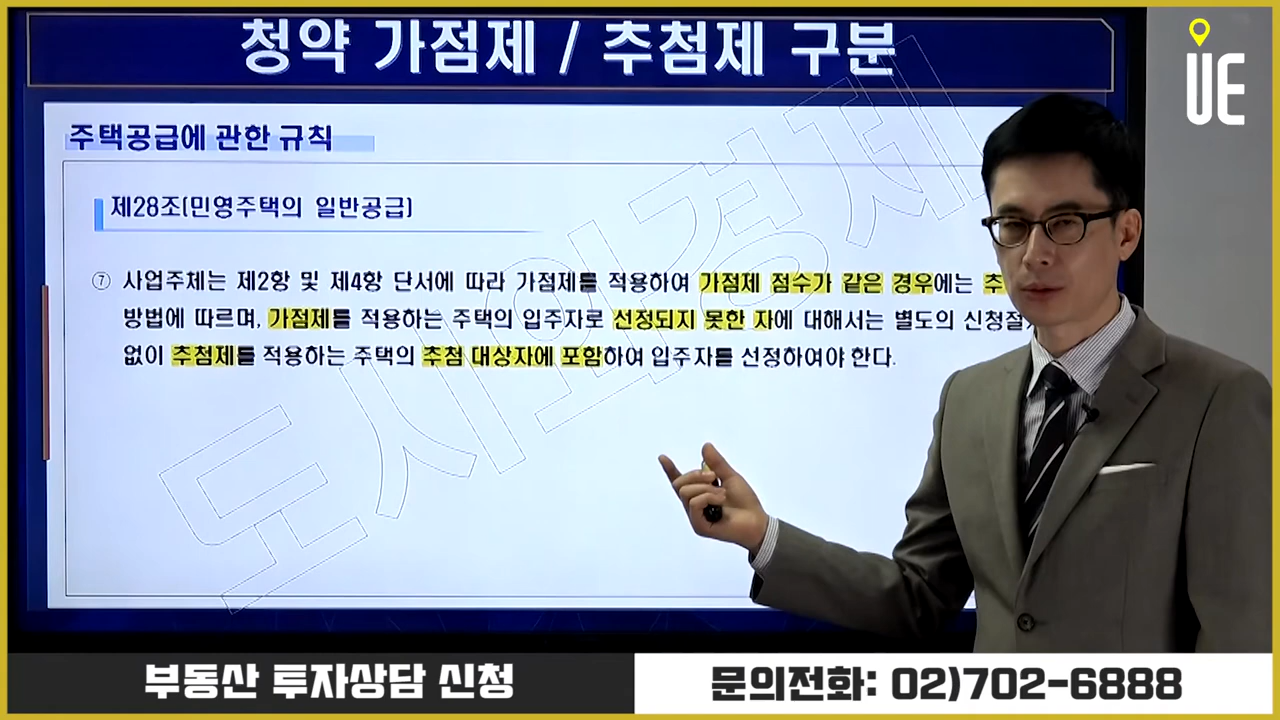 청약 가점제 / 추첨제 구분
UE
주택공급에 관한 규칙
제28조(민영주택의 일반공급)
⑦ 사업주체는 제2항 및 제4항 단서에 따라 가점제를 적용하여 가점제 점수가 같은 경우에는 추
방법에 따르며, 가점제를 적용하는 주택의 입주자로 선정되지 못한 자에 대해서는 별도의
없이 추첨제를 적용하는 주택의 추첨 대상자에 포함하여 입주자를 선정하여야 한다.
도시와경제
부동산 투자상담 신청
문의전화: 02)702-6888